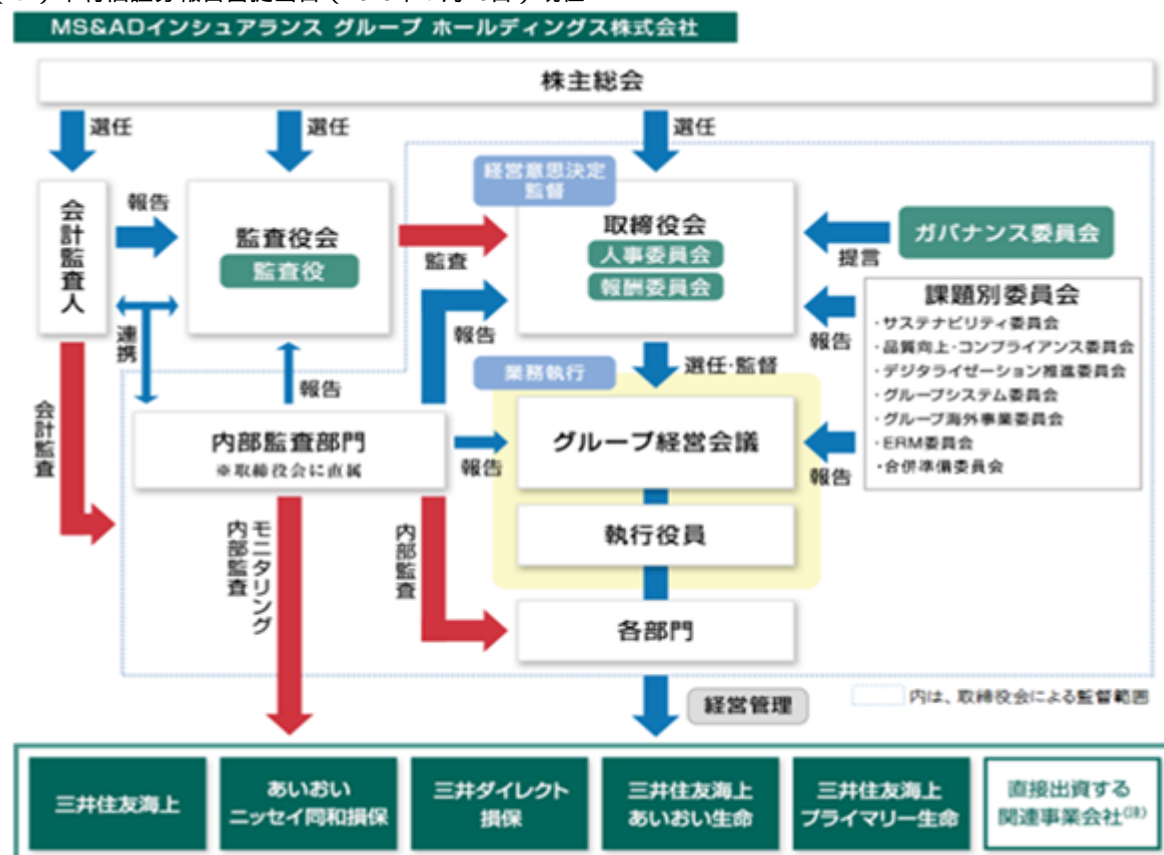 MS&ADインシュアランス グループ ホールディングス株式会社
株主総会
選任
選任
選任
会計監査人
報告
監査役会
監査役
監査
経営意思決定
監督
取締役会
人事委員会
報酬委員会
提言
ガバナンス委員会
課題別委員会
・サステナビリティ委員会
・品質向上・コンプライアンス委員会
・デジタライゼーション推進委員会
・グループシステム委員会
・グループ海外事業委員会
・ERM委員会
・合併準備委員会
報告
報告
連携
報告
報告
選任・監督
業務執行
会計監査
内部監査部門
※取締役会に直属
報告
グループ経営会議
執行役員
モニタリング
内部監査
内部監査
各部門
経営管理
内は、取締役会による監督範囲
三井住友海上
あいおい
ニッセイ同和損保
三井ダイレクト
損保
三井住友海上
あいおい生命
三井住友海上
プライマリー生命
直接出資する
関連事業会社(注)